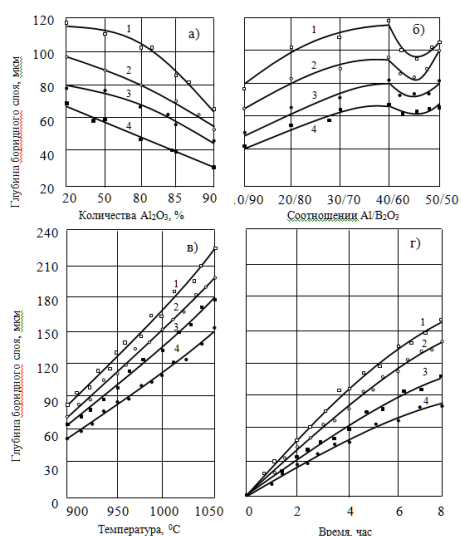 120
100
80
60
40
20
Глубина боридного слоя, мкм
а)
1
2
3
4
20 50 80 85 90
Количества Al₂O₃, %
б)
1
2
3
4
.0/90 20/80 30/70 40/60 50/50
Соотношении Al/B₂O₃
240
210
180
150
120
90
60
30
0
Глубина боридного слоя, мкм
в)
1
2
3
4
900 950 1000 1050
Температура, ⁰С
г)
1
2
3
4
0 2 4 6 8
Время, час